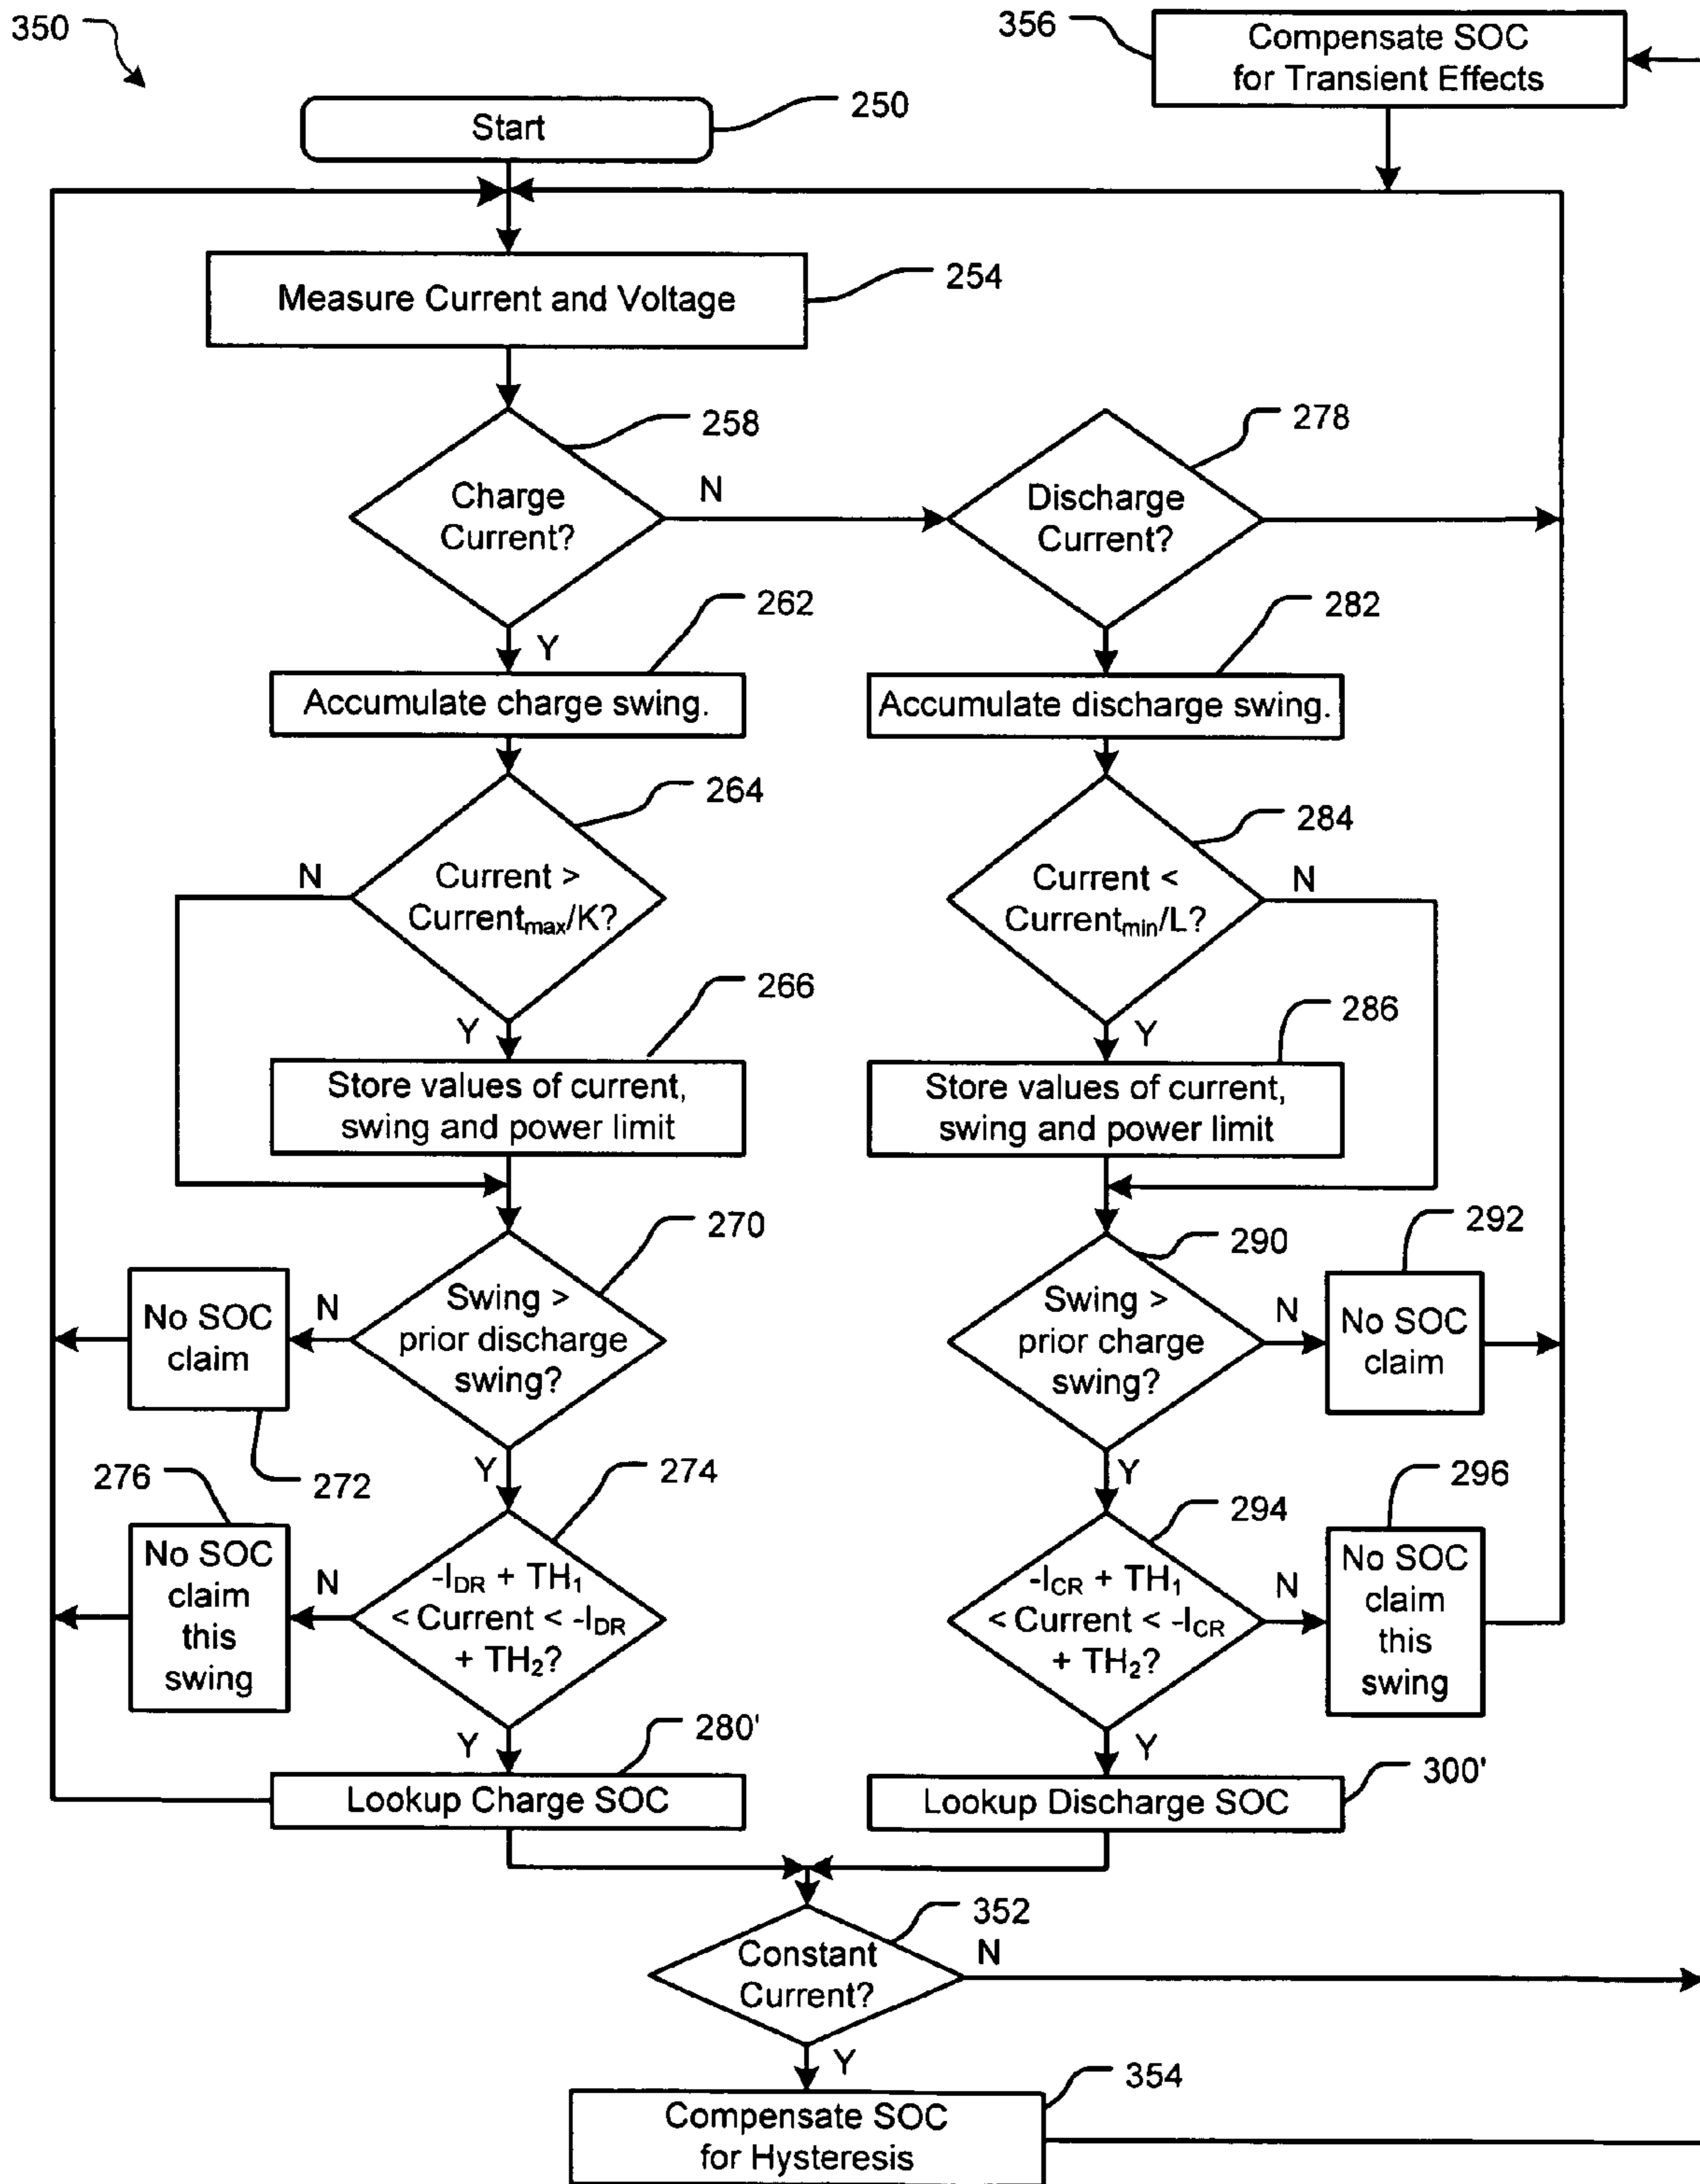 350
356
Compensate SOC
for Transient Effects
Start
250
Measure Current and Voltage
254
258
278
Charge
Current?
N
Discharge
Current?
262
282
Y
Accumulate charge swing.
Accumulate discharge swing.
264
284
N
Current >
Currentmax/K?
Current <
Currentmin/L?
N
266
286
Y
Y
Store values of current,
swing and power limit
Store values of current,
swing and power limit
270
290
292
No SOC
claim
N
Swing >
prior discharge
swing?
Swing >
prior charge
swing?
N
No SOC
claim
276
272
Y
274
Y
294
296
No SOC
claim
this
swing
N
-IDR + TH1
< Current < -IDR
+ TH2?
-ICR + TH1
< Current < -ICR
+ TH2?
N
No SOC
claim
this
swing
Y
280'
Y
300'
Lookup Charge SOC
Lookup Discharge SOC
352
Constant
Current?
N
Y
354
Compensate SOC
for Hysteresis